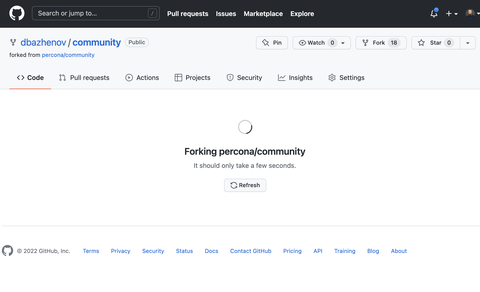 Search or jump to... / Pull requests Issues Marketplace Explore
dbazhenov / community Public Pin Watch 0 Fork 18 Star 0
forked from percona/community
Code Pull requests Actions Projects Security Insights Settings
Forking percona/community
It should only take a few seconds.
Refresh
© 2022 GitHub, Inc. Terms Privacy Security Status Docs Contact GitHub Pricing API Training Blog About